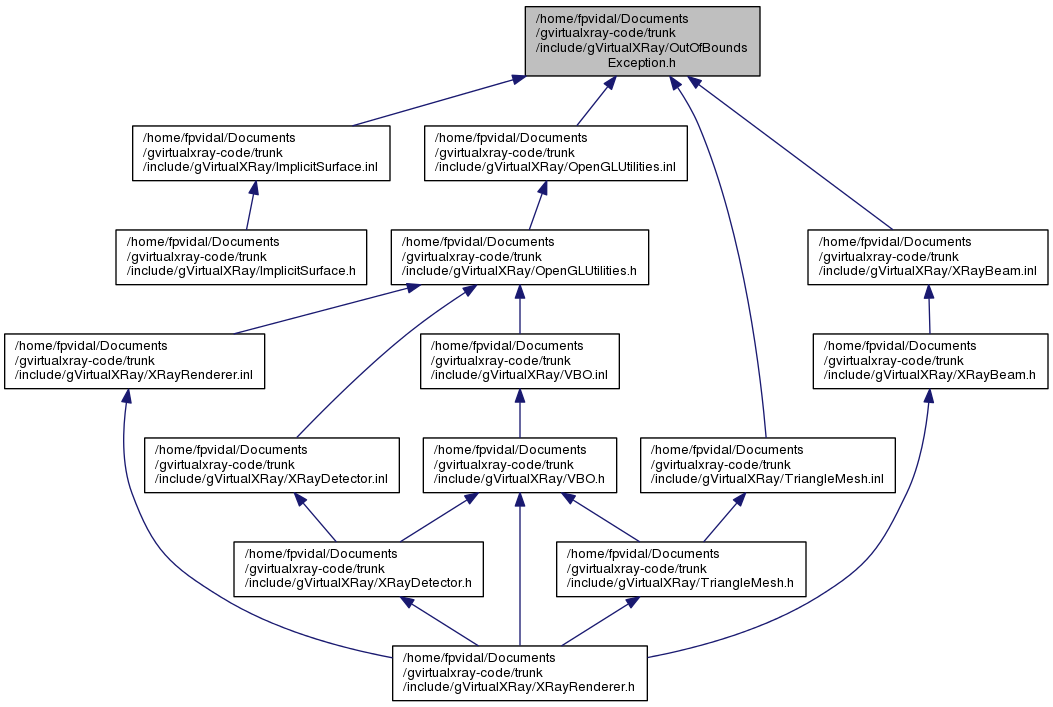 /home/fpvidal/Documents
/gvirtualxray-code/trunk
/include/gVirtualXRay/OutOfBounds
Exception.h
/home/fpvidal/Documents
/gvirtualxray-code/trunk
/include/gVirtualXRay/ImplicitSurface.inl
/home/fpvidal/Documents
/gvirtualxray-code/trunk
/include/gVirtualXRay/OpenGLUtilities.inl
/home/fpvidal/Documents
/gvirtualxray-code/trunk
/include/gVirtualXRay/ImplicitSurface.h
/home/fpvidal/Documents
/gvirtualxray-code/trunk
/include/gVirtualXRay/OpenGLUtilities.h
/home/fpvidal/Documents
/gvirtualxray-code/trunk
/include/gVirtualXRay/XRayBeam.inl
/home/fpvidal/Documents
/gvirtualxray-code/trunk
/include/gVirtualXRay/XRayRenderer.inl
/home/fpvidal/Documents
/gvirtualxray-code/trunk
/include/gVirtualXRay/VBO.inl
/home/fpvidal/Documents
/gvirtualxray-code/trunk
/include/gVirtualXRay/XRayBeam.h
/home/fpvidal/Documents
/gvirtualxray-code/trunk
/include/gVirtualXRay/XRayDetector.inl
/home/fpvidal/Documents
/gvirtualxray-code/trunk
/include/gVirtualXRay/VBO.h
/home/fpvidal/Documents
/gvirtualxray-code/trunk
/include/gVirtualXRay/TriangleMesh.inl
/home/fpvidal/Documents
/gvirtualxray-code/trunk
/include/gVirtualXRay/XRayDetector.h
/home/fpvidal/Documents
/gvirtualxray-code/trunk
/include/gVirtualXRay/TriangleMesh.h
/home/fpvidal/Documents
/gvirtualxray-code/trunk
/include/gVirtualXRay/XRayRenderer.h